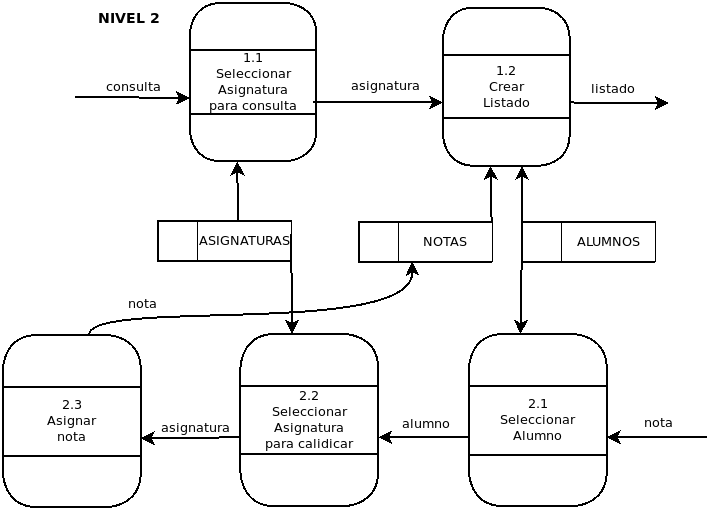 NIVEL 2
1.1
Seleccionar
Asignatura
para consulta
1.2
Crear
Listado
consulta
asignatura
listado
ASIGNATURAS
NOTAS
ALUMNOS
nota
2.3
Asignar
nota
asignatura
2.2
Seleccionar
Asignatura
para calidicar
alumno
2.1
Seleccionar
Alumno
nota